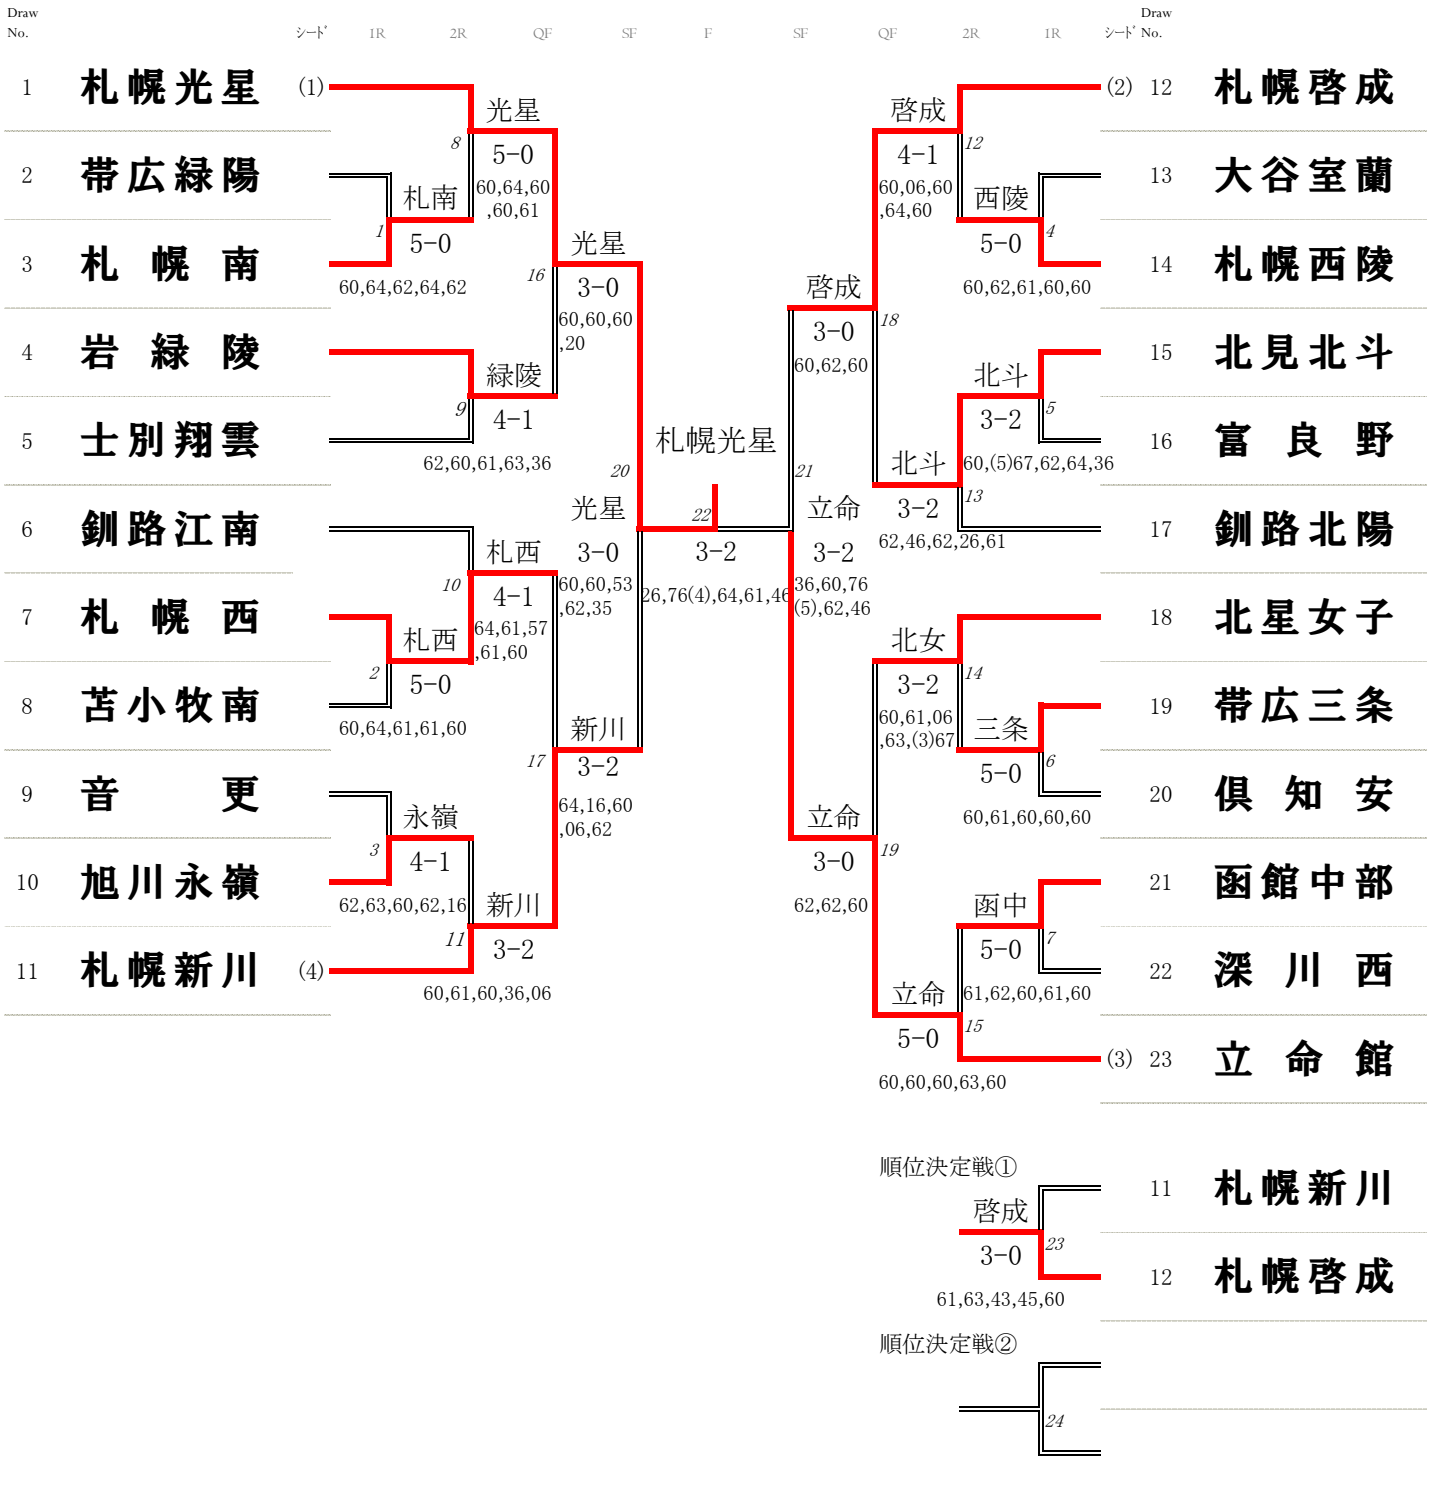 Draw
No.
シード 1R 2R QF SF F SF QF 2R 1R シード
Draw
No.
1 札幌光星 (1)
2 帯広緑陽
3 札幌南
4 岩緑陵
5 士別翔雲
6 釧路江南
7 札幌西
8 苫小牧南
9 音更
10 旭川永嶺
11 札幌新川 (4)
札南
1
5-0
60,64,62,64,62
札西
2
5-0
60,64,61,61,60
永嶺
3
4-1
62,63,60,62,16
光星
8
5-0
60,64,60
,60,61
緑陵
9
4-1
62,60,61,63,36
札西
10
4-1
64,61,57
,61,60
新川
11
3-2
60,61,60,36,06
光星
16
3-0
60,60,60
,20
新川
17
3-2
64,16,60
,06,62
20
光星
3-0
60,60,53
,62,35
札幌光星
22
3-2
26,76(4),64,61,46
21
立命
3-2
36,60,76
(5),62,46
啓成
18
3-0
60,62,60
立命
19
3-0
62,62,60
啓成
12
4-1
60,06,60
,64,60
北斗
13
3-2
62,46,62,26,61
北女
14
3-2
60,61,06
,63,(3)67
立命
15
5-0
60,60,60,63,60
西陵
4
5-0
60,62,61,60,60
北斗
5
3-2
60,(5)67,62,64,36
三条
6
5-0
60,61,60,60,60
函中
7
5-0
61,62,60,61,60
(2) 12 札幌啓成
13 大谷室蘭
14 札幌西陵
15 北見北斗
16 富良野
17 釧路北陽
18 北星女子
19 帯広三条
20 倶知安
21 函館中部
22 深川西
(3) 23 立命館
順位決定戦①
11 札幌新川
啓成
23
3-0
12 札幌啓成
61,63,43,45,60
順位決定戦②
24